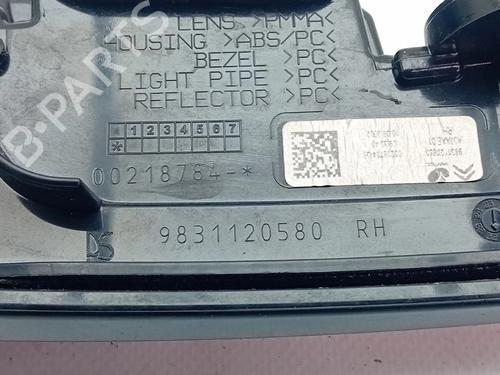 LENS >PMMA<
HOUSING >ABS/PC<
BEZEL >PC<
LIGHT PIPE >PC<
REFLECTOR >PC<
1 2 3 4 5 6 7
*
00218784-*
9831120580 RH
RH